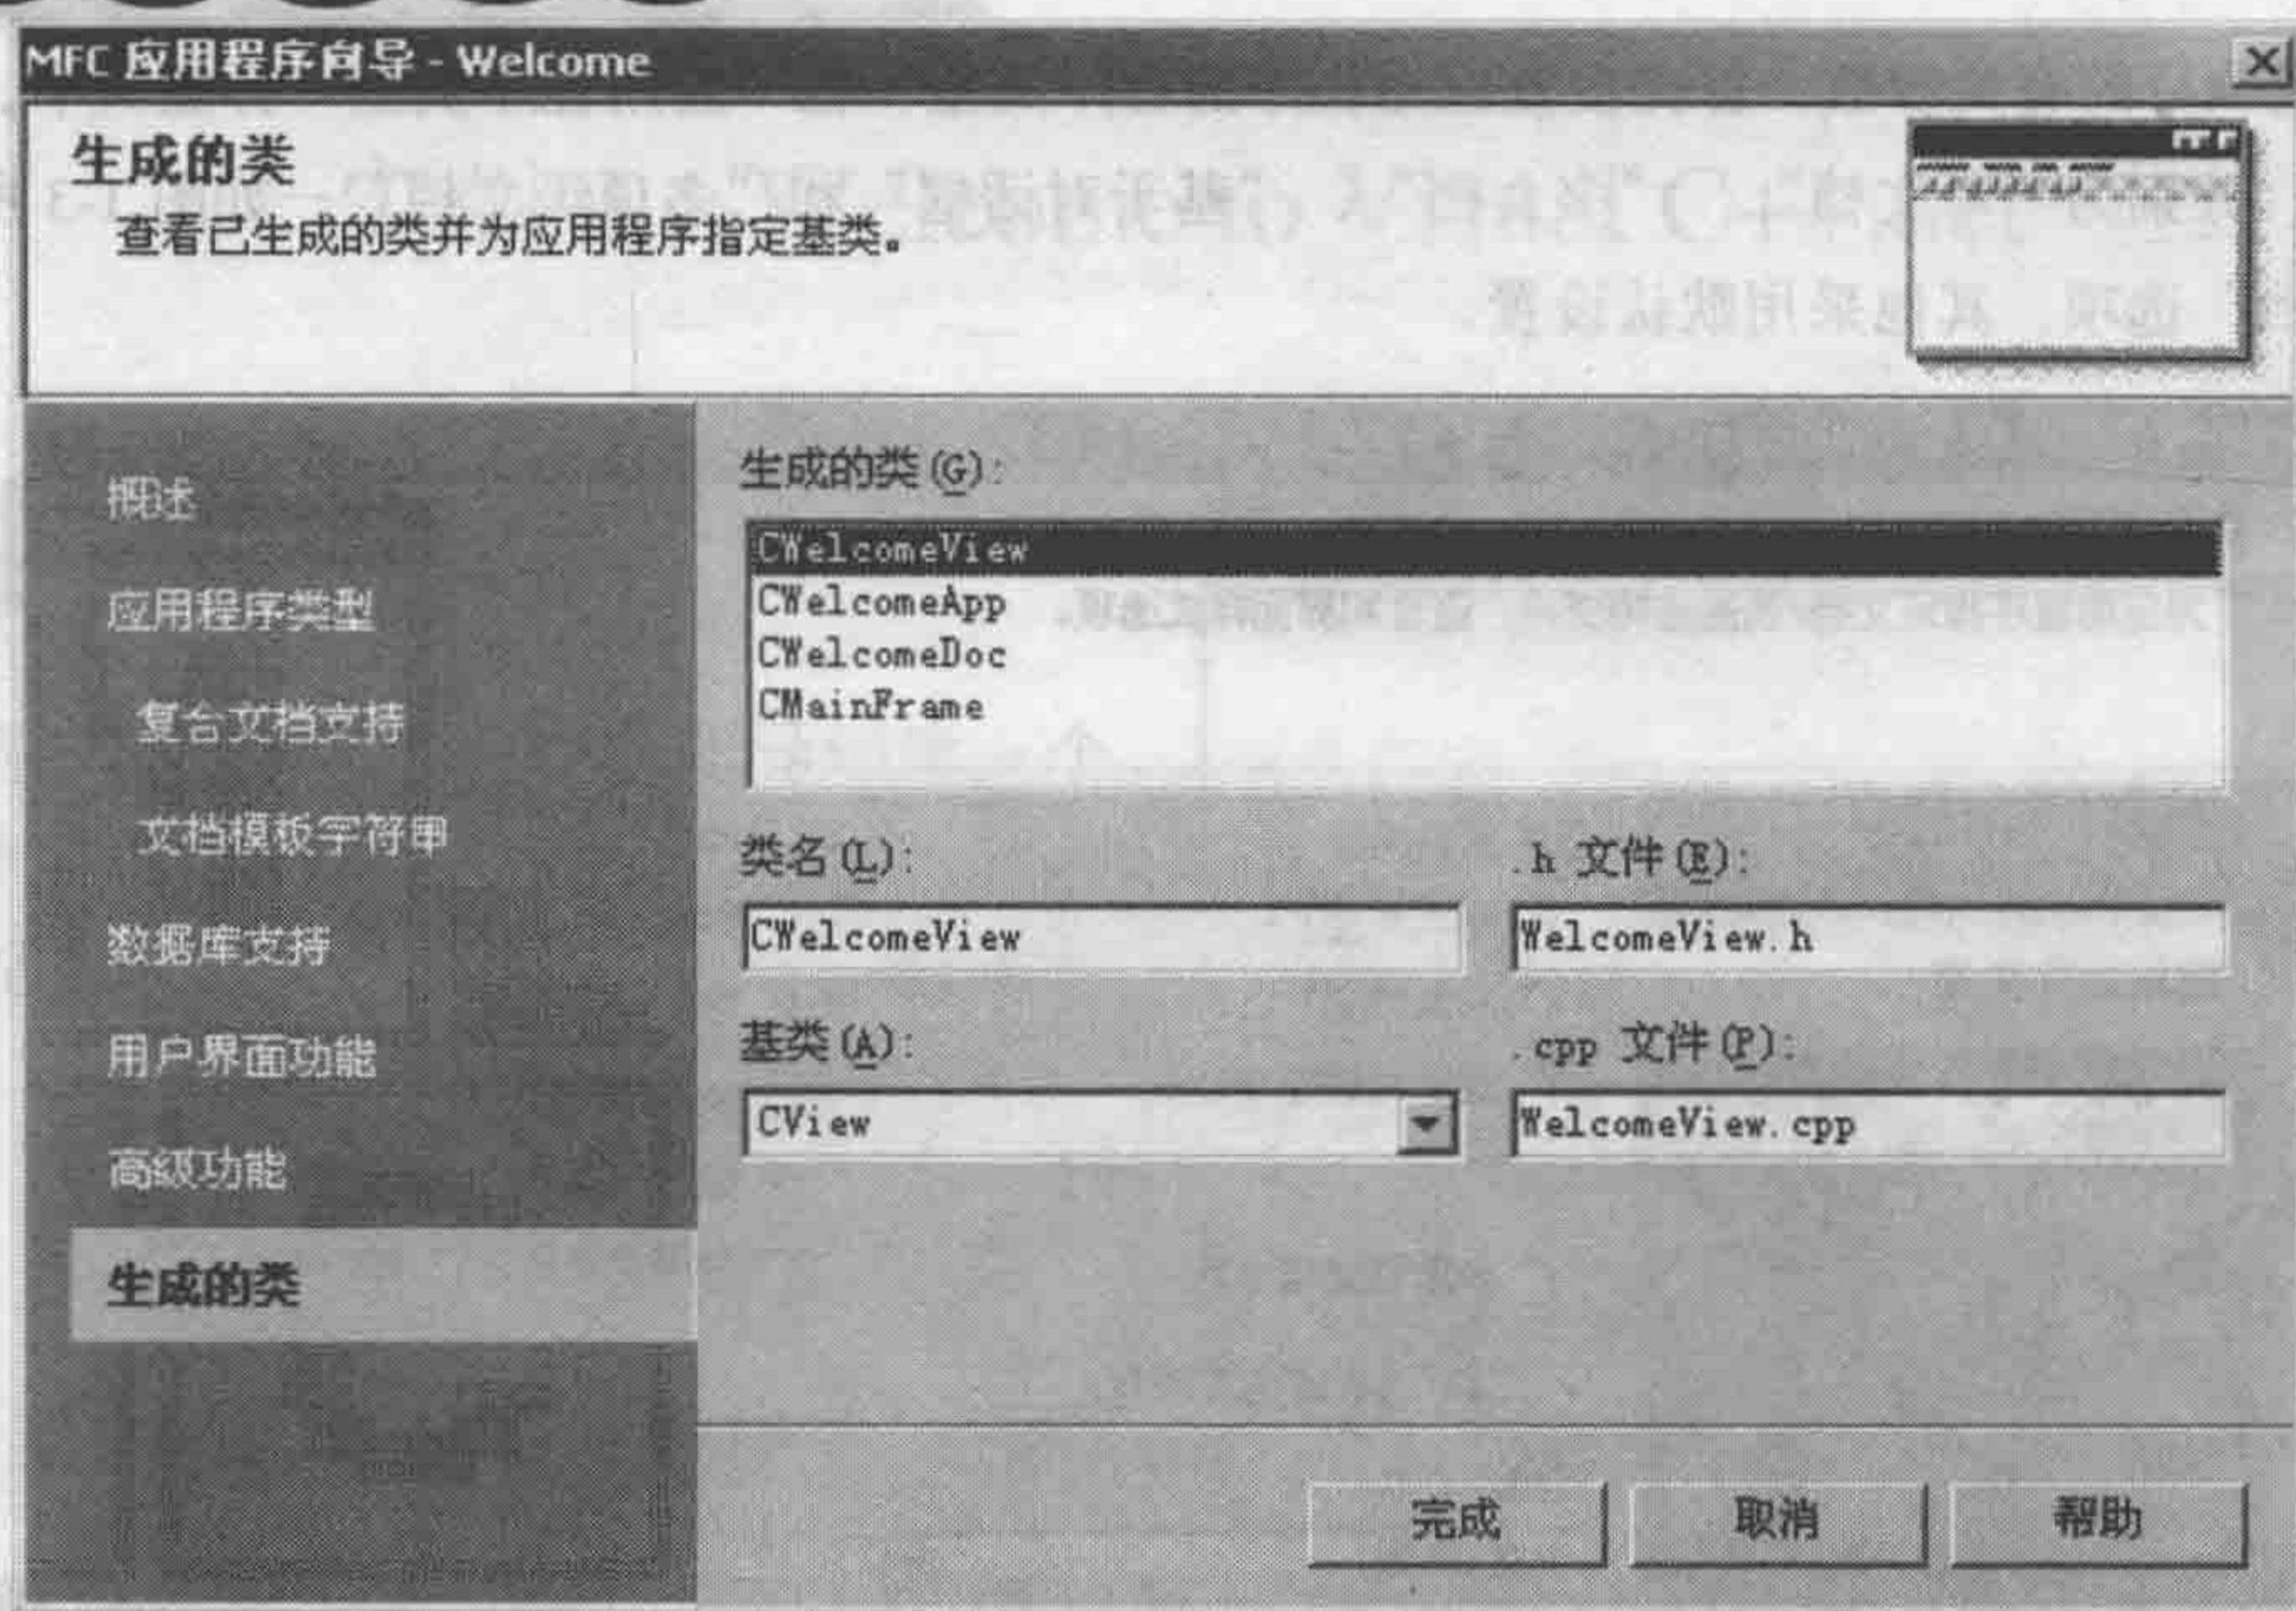 MFC 应用程序向导 - Welcome
生成的类
查看已生成的类并为应用程序指定基类。
概述
应用程序类型
复合文档支持
文档模板字符串
数据库支持
用户界面功能
高级功能
生成的类
生成的类(G):
CWelcomeView
CWelcomeApp
CWelcomeDoc
CMainFrame
类名(L):
.h 文件(E):
CWelcomeView
WelcomeView.h
基类(A):
.cpp 文件(P):
CView
WelcomeView.cpp
完成
取消
帮助